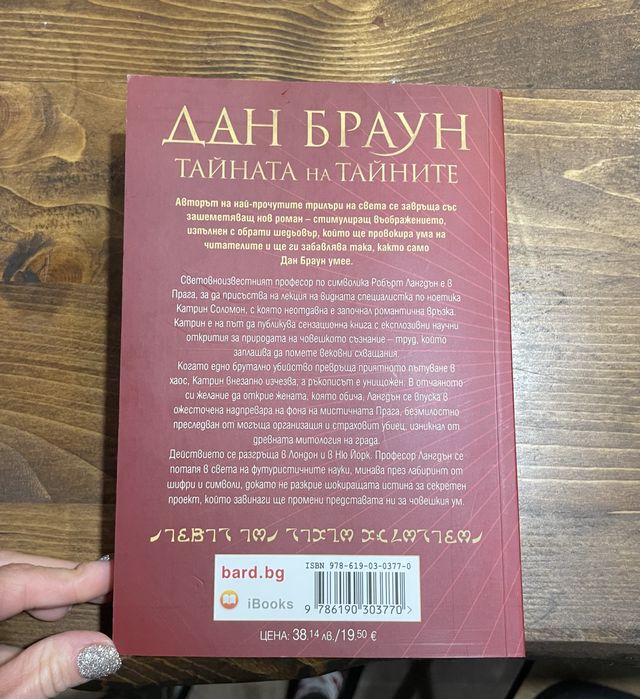 ДАН БРАУН
ТАЙНАТА НА ТАЙНИТЕ
Авторът на най-прочутите трилъри на света се завръща със
зашеметяващ нов роман – стимулиращ въображението,
изпълнен с обрати шедьовър, който ще провокира ума на
читателите и ще ги забавлява така, както само
Дан Браун умее.
Световноизвестният професор по символика Робърт Лангдън е в
Прага, за да присъства на лекция на видната специалистка по ноетика
Катрин Соломон, с която неотдавна е започнал романтична връзка.
Катрин е на път да публикува сензационна книга с експлозивни научни
открития за природата на човешкото съзнание – труд, който
заплашва да помете вековни схващания.
Когато едно брутално убийство превръща приятното пътуване в
хаос, Катрин внезапно изчезва, а ръкописът е унищожен. В отчаяното
си желание да открие жената, която обича, Лангдън се впуска в
ожесточена надпревара на фона на мистичната Прага, безмилостно
преследван от могъща организация и страховит убиец, изникнал от
древната митология на града.
Действието се разгръща в Лондон и в Ню Йорк. Професор Лангдън се
потапя в света на футуристичните науки, минава през лабиринт от
шифри и символи, докато не разкрие шокиращата истина за секретен
проект, който завинаги ще промени представата ни за човешкия ум.
bard.bg
iBooks
ISBN 978-619-03-0377-0
9 786190 303770
ЦЕНА: 38.14 лв./19.50 €